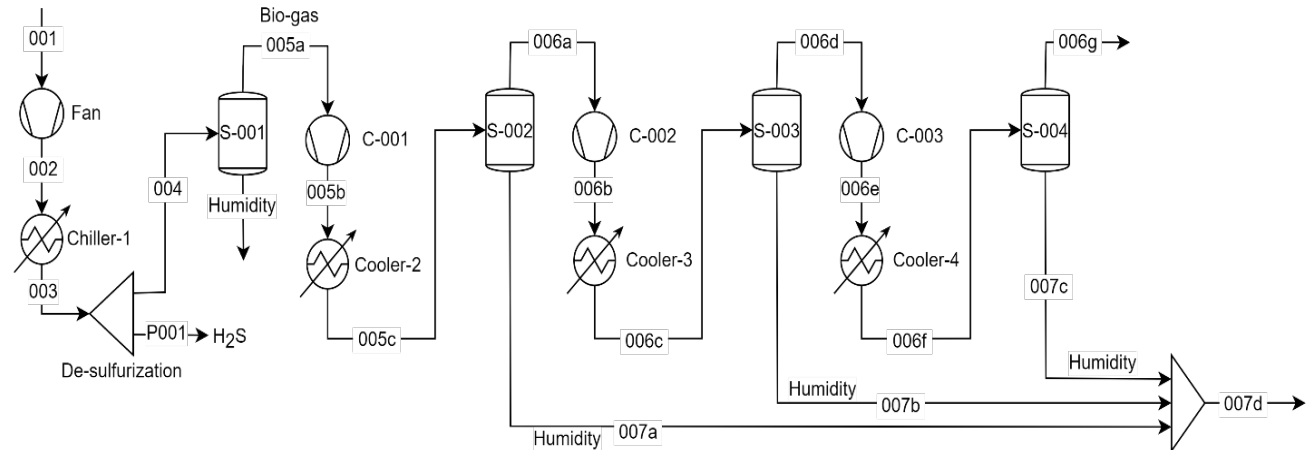 Bio-gas
001
005a
006a
006d
006g
Fan
S-001
C-001
S-002
C-002
S-003
C-003
S-004
002
004
005b
006b
006e
Humidity
Chiller-1
Cooler-2
Cooler-3
Cooler-4
003
007c
P001
H2S
005c
006c
006f
De-sulfurization
Humidity
Humidity
007b
007d
Humidity
007a